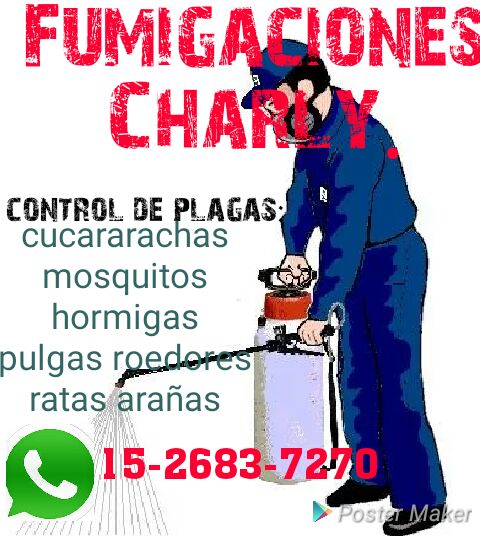 FUMIGACIONES
CHARLY.
CONTROL DE PLAGAS:
cucararachas
mosquitos
hormigas
pulgas roedores
ratas arañas
15-2683-7270
Poster Maker